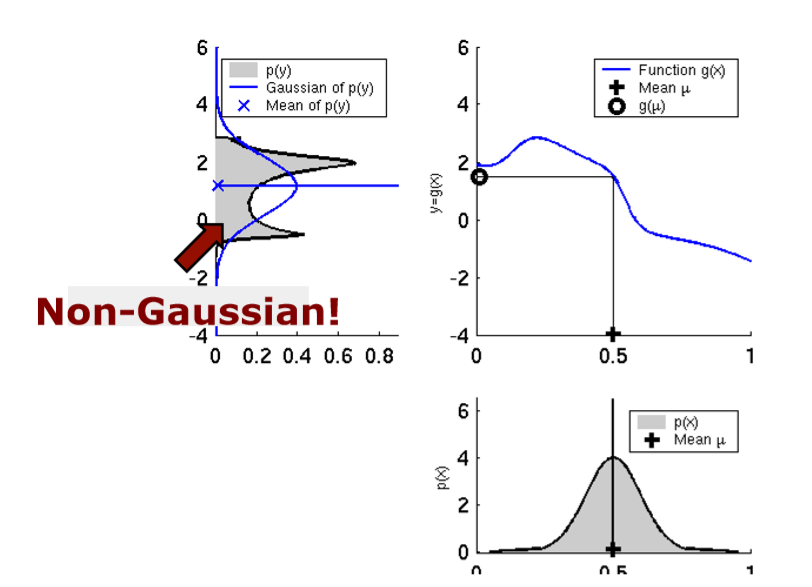 6
4
2
0
-2
-4
p(y)
Gaussian of p(y)
Mean of p(y)
Non-Gaussian!
0 0.2 0.4 0.6 0.8
6
4
2
0
-2
-4
y=g(x)
Function g(x)
Mean μ
g(μ)
0 0.5 1
6
4
2
0
p(x)
p(x)
Mean μ
0 0.5 1